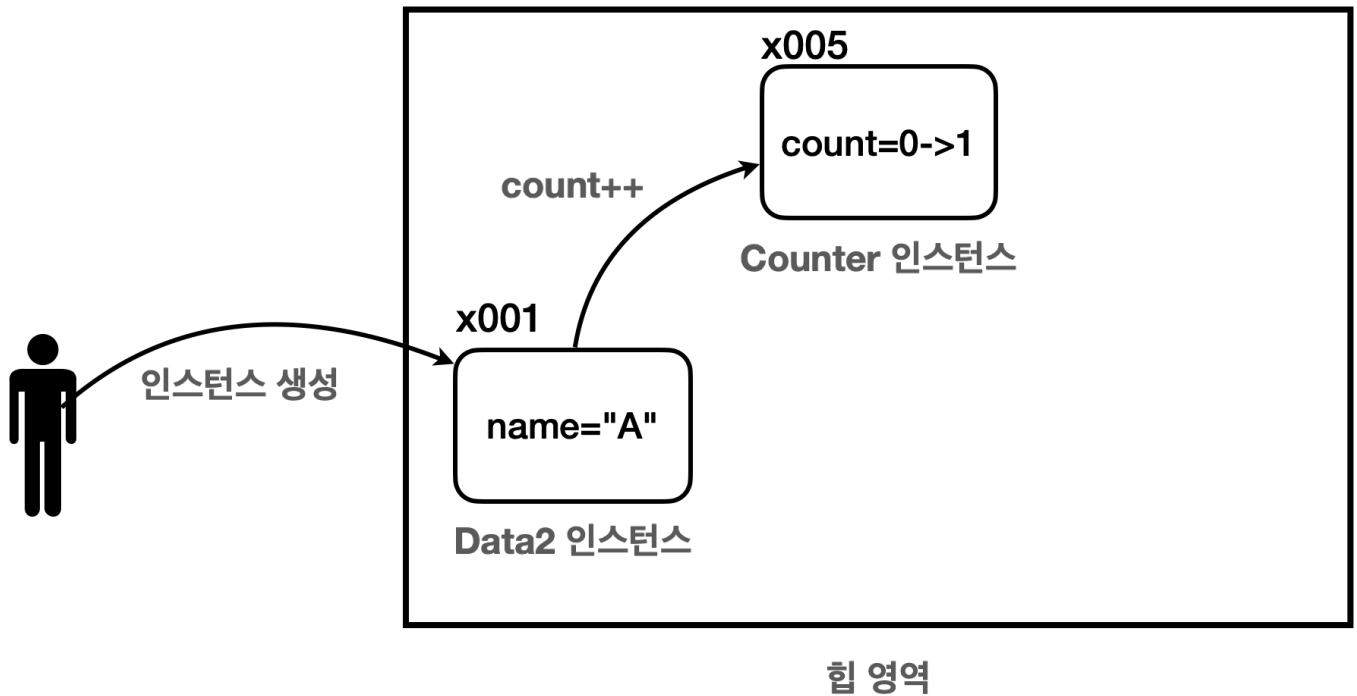 x005
count=0->1
count++
Counter 인스턴스
x001
인스턴스 생성
name="A"
Data2 인스턴스
힙 영역